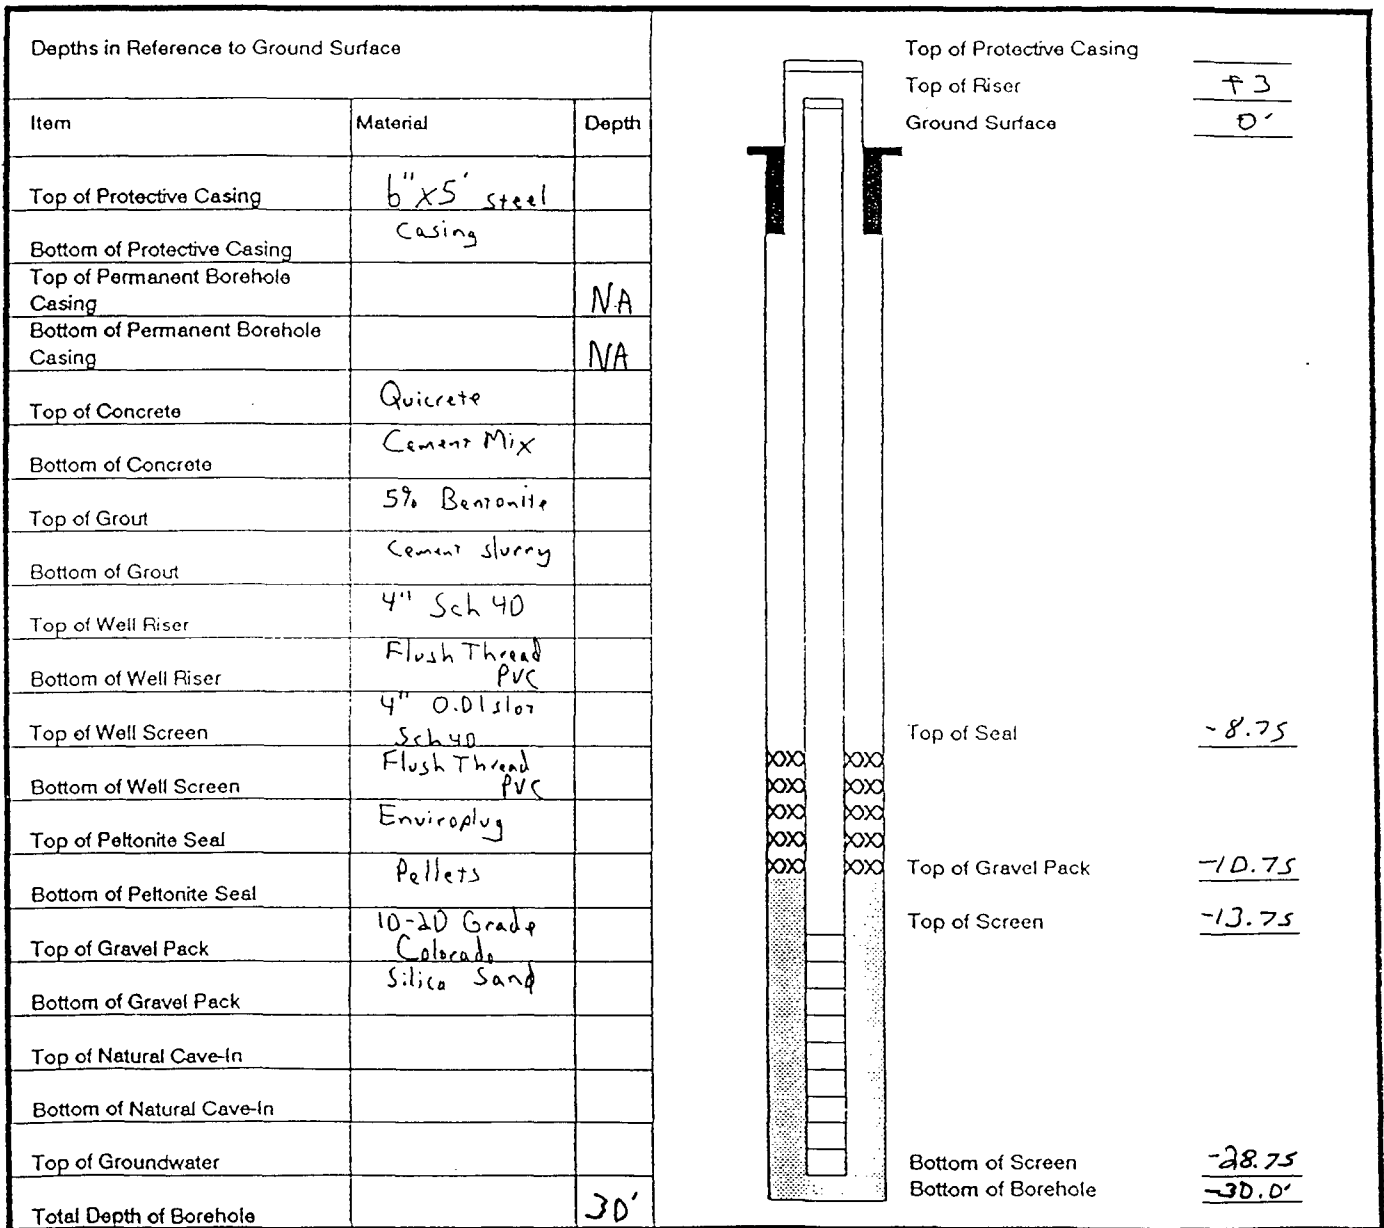 Depths in Reference to Ground Surface
Item Material Depth
Top of Protective Casing 6"x5' steel
Bottom of Protective Casing Casing
Top of Permanent Borehole
Casing NA
Bottom of Permanent Borehole
Casing NA
Top of Concrete Quicrete
Bottom of Concrete Cement Mix
Top of Grout 5% Bentonite
Bottom of Grout Cement slurry
Top of Well Riser 4" Sch 40
Bottom of Well Riser Flush Thread
PVC
Top of Well Screen 4" 0.01 slot
Sch 40
Bottom of Well Screen Flush Thread
PVC
Top of Peltonite Seal Enviroplug
Bottom of Peltonite Seal Pellets
Top of Gravel Pack 10-20 Grade
Colorado
Bottom of Gravel Pack Silica Sand
Top of Natural Cave-In
Bottom of Natural Cave-In
Top of Groundwater
Total Depth of Borehole 30'
Top of Protective Casing
Top of Riser +3
Ground Surface 0'
Top of Seal -8.75
Top of Gravel Pack -10.75
Top of Screen -13.75
Bottom of Screen -28.75
Bottom of Borehole -30.0'